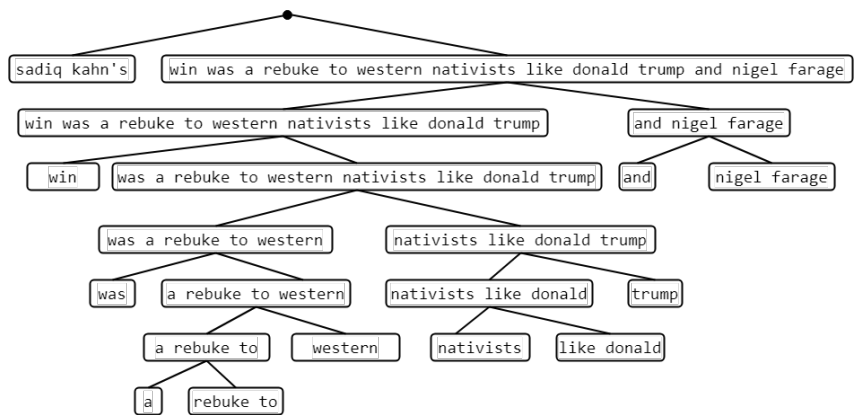 sadiq kahn's
win was a rebuke to western nativists like donald trump and nigel farage
win was a rebuke to western nativists like donald trump
and nigel farage
win
was a rebuke to western nativists like donald trump
and
nigel farage
was a rebuke to western
nativists like donald trump
was
a rebuke to western
nativists like donald
trump
a rebuke to
western
nativists
like donald
a
rebuke to